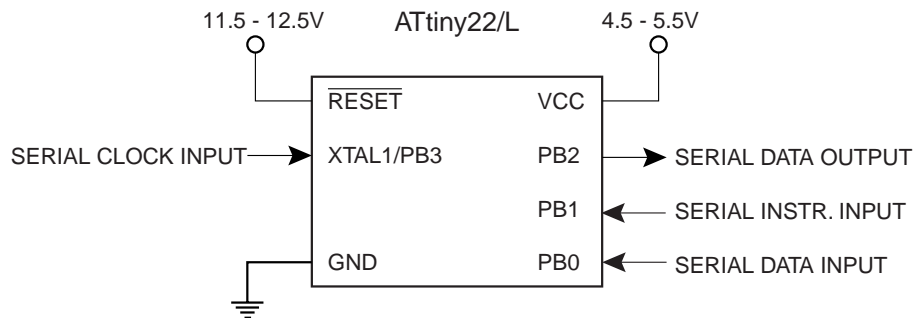 11.5 - 12.5V ATtiny22/L 4.5 - 5.5V
RESET VCC
SERIAL CLOCK INPUT XTAL1/PB3 PB2 SERIAL DATA OUTPUT
PB1 SERIAL INSTR. INPUT
GND PB0 SERIAL DATA INPUT